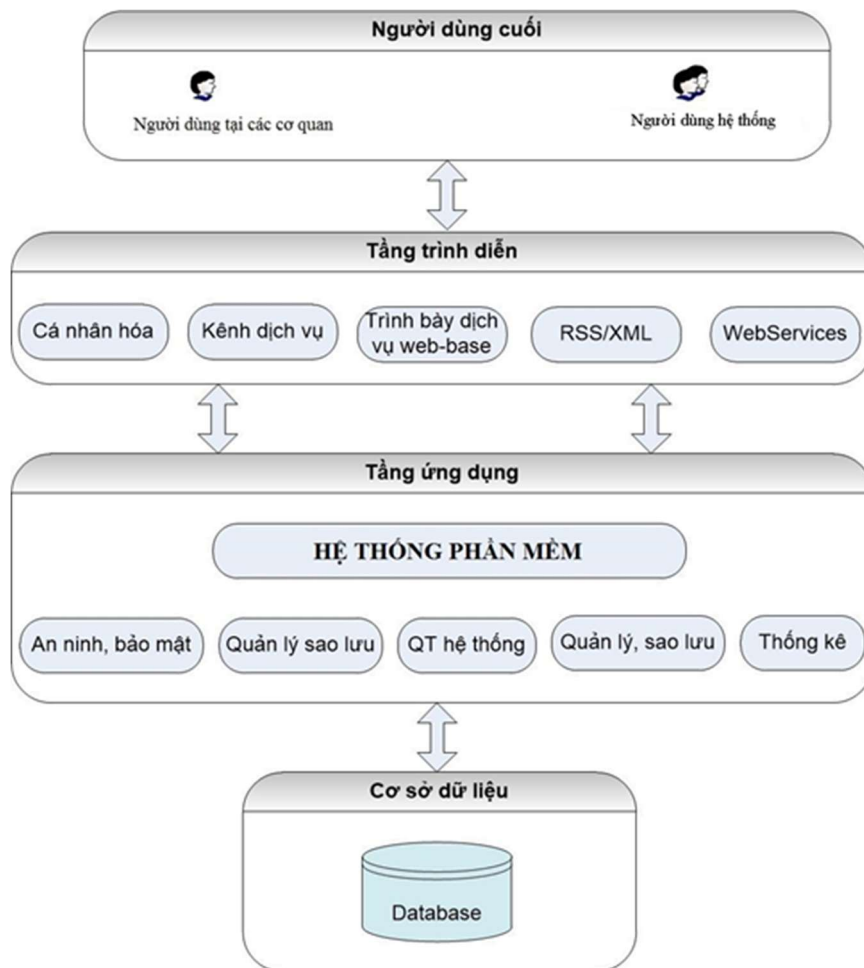 Người dùng cuối
Người dùng tại các cơ quan
Người dùng hệ thống
Tầng trình diễn
Cá nhân hóa
Kênh dịch vụ
Trình bày dịch
vụ web-base
RSS/XML
WebServices
Tầng ứng dụng
HỆ THỐNG PHẦN MỀM
An ninh, bảo mật
Quản lý sao lưu
QT hệ thống
Quản lý, sao lưu
Thống kê
Cơ sở dữ liệu
Database